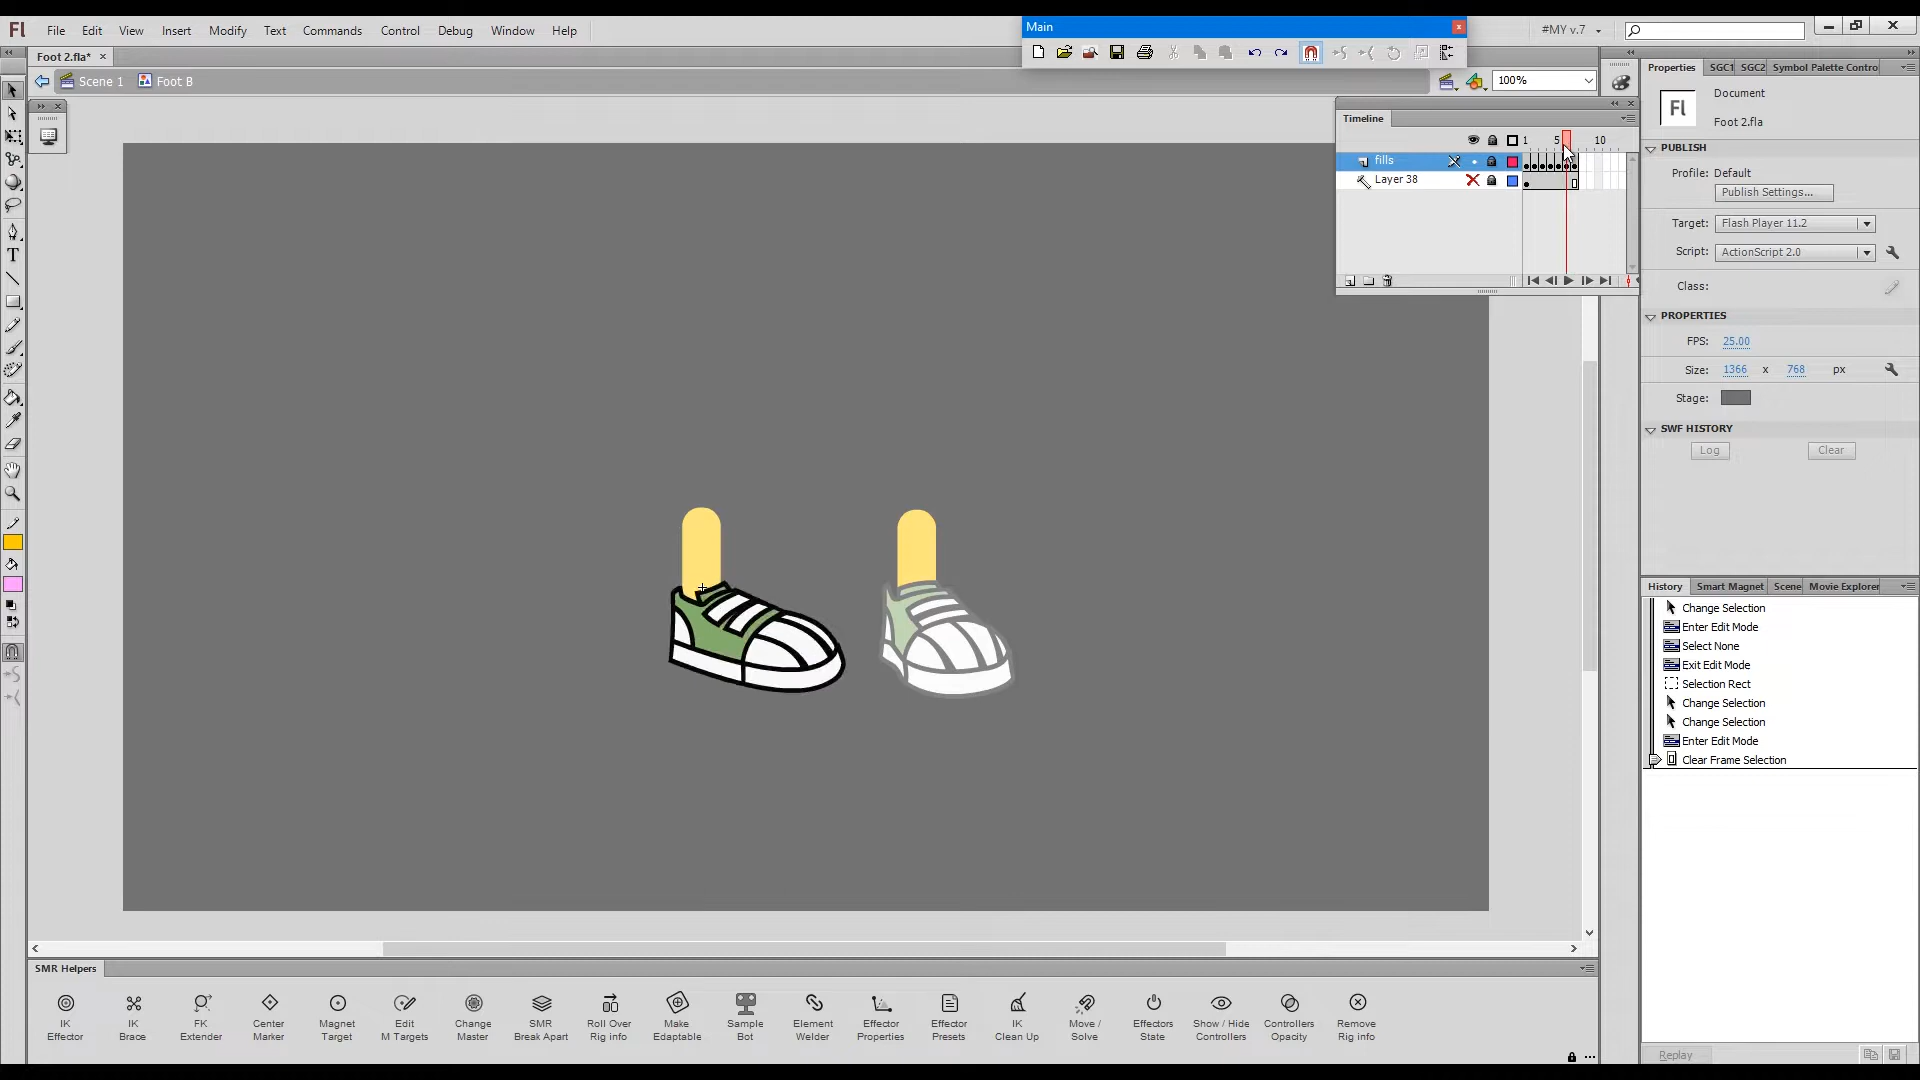 Fl File Edit View Insert Modify Text Commands Control Debug Window Help
Main
#MY v.7
Foot 2.fla*
Scene 1 Foot B
100%
Timeline
1 5 10
fills
Layer 38
Properties SGC1 SGC2 Symbol Palette Contro
Fl
Document
Foot 2.fla
PUBLISH
Profile: Default
Publish Settings...
Target: Flash Player 11.2
Script: ActionScript 2.0
Class:
PROPERTIES
FPS: 25.00
Size: 1366 x 768 px
Stage:
SWF HISTORY
Log Clear
History Smart Magnet Scene Movie Explorer
Change Selection
Enter Edit Mode
Select None
Exit Edit Mode
Selection Rect
Change Selection
Change Selection
Enter Edit Mode
Clear Frame Selection
Replay
T
SMR Helpers
IK Effector
IK Brace
FK Extender
Center Marker
Magnet Target
Edit M Targets
Change Master
SMR Break Apart
Roll Over Rig info
Make Edaptable
Sample Bot
Element Welder
Effector Properties
Effector Presets
IK Clean Up
Move / Solve
Effectors State
Show / Hide Controllers
Controllers Opacity
Remove Rig info